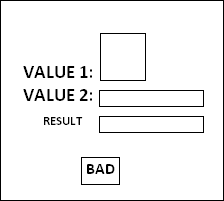 VALUE 1:
VALUE 2:
RESULT
BAD